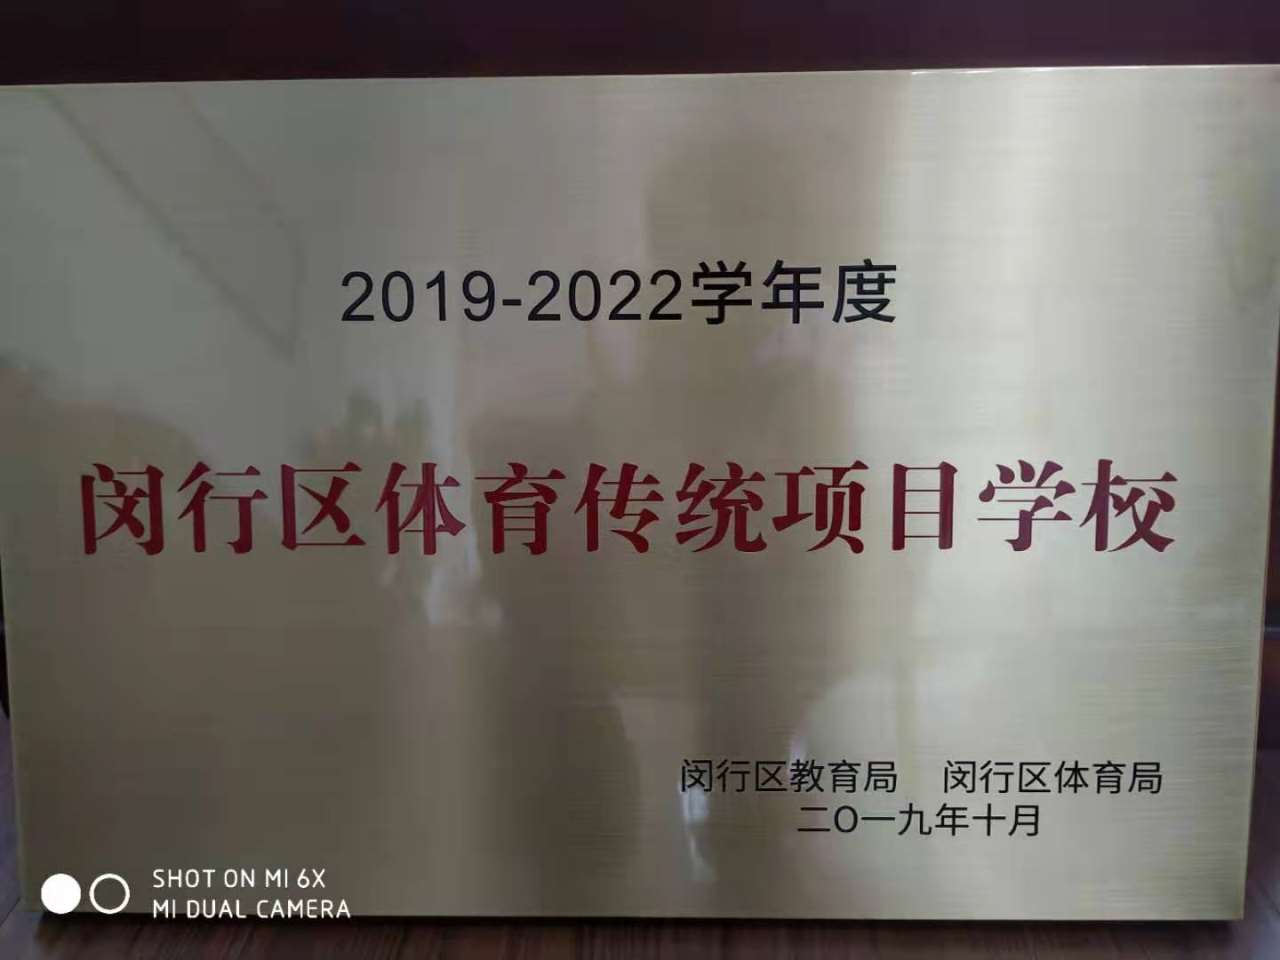 2019-2022学年度
闵行区体育传统项目学校
闵行区教育局 闵行区体育局
二O一九年十月
SHOT ON MI 6X
MI DUAL CAMERA